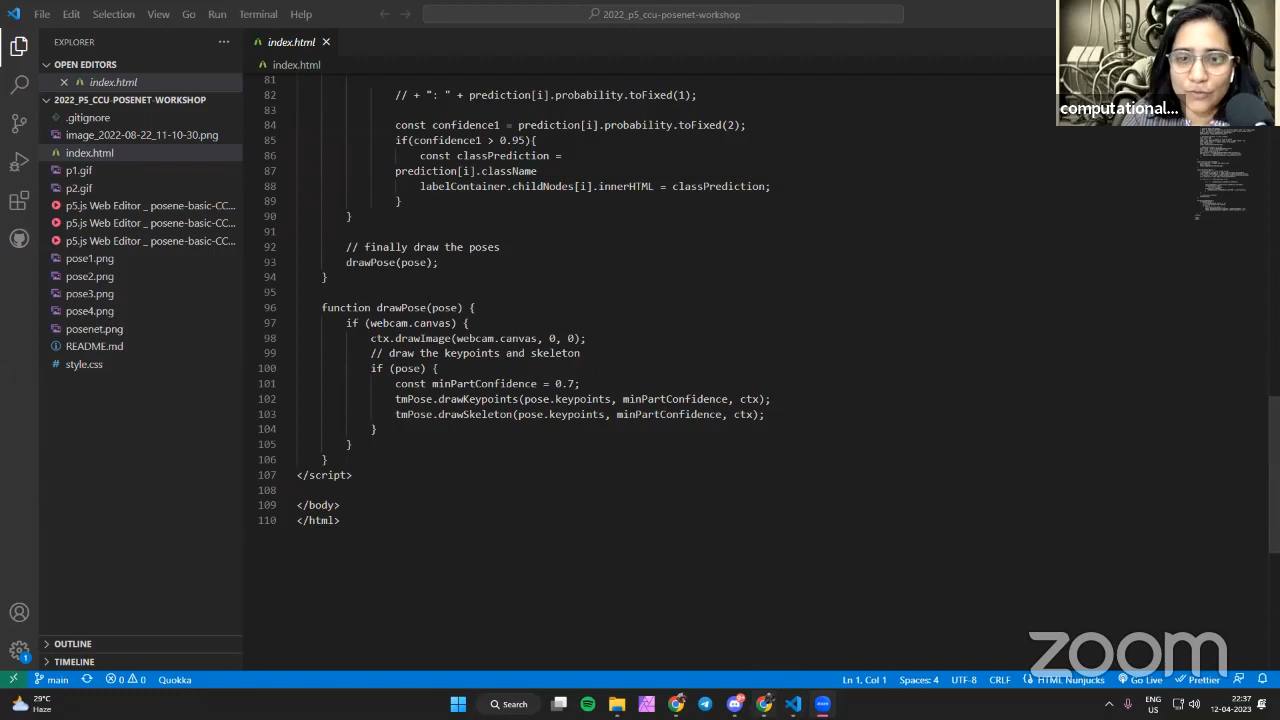 File Edit Selection View Go Run Terminal Help
2022_p5_ccu-posenet-workshop
EXPLORER
OPEN EDITORS
index.html
2022_P5_CCU-POSENET-WORKSHOP
.gitignore
image_2022-08-22_11-10-30.png
index.html
p1.gif
p2.gif
p5.js Web Editor _ posene-basic-CC...
p5.js Web Editor _ posene-basic-CC...
p5.js Web Editor _ posene-basic-CC...
pose1.png
pose2.png
pose3.png
pose4.png
posenet.png
README.md
style.css
OUTLINE
TIMELINE
index.html
index.html
81
82 // + ": " + prediction[i].probability.toFixed(1);
83
84 const confidence1 = prediction[i].probability.toFixed(2);
85 if(confidence1 > 0.95){
86 const classPrediction =
87 prediction[i].className
88 labelContainer.childNodes[i].innerHTML = classPrediction;
89 }
90 }
91
92 // finally draw the poses
93 drawPose(pose);
94 }
95
96 function drawPose(pose) {
97 if (webcam.canvas) {
98 ctx.drawImage(webcam.canvas, 0, 0);
99 // draw the keypoints and skeleton
100 if (pose) {
101 const minPartConfidence = 0.7;
102 tmPose.drawKeypoints(pose.keypoints, minPartConfidence, ctx);
103 tmPose.drawSkeleton(pose.keypoints, minPartConfidence, ctx);
104 }
105 }
106 }
107 </script>
108
109 </body>
110 </html>
computational...
zoom
main 0 0 Quokka
Ln 1, Col 1 Spaces: 4 UTF-8 CRLF HTML Nunjucks Go Live Prettier
29°C
Haze
Search
ENG
US
22:37
12-04-2023